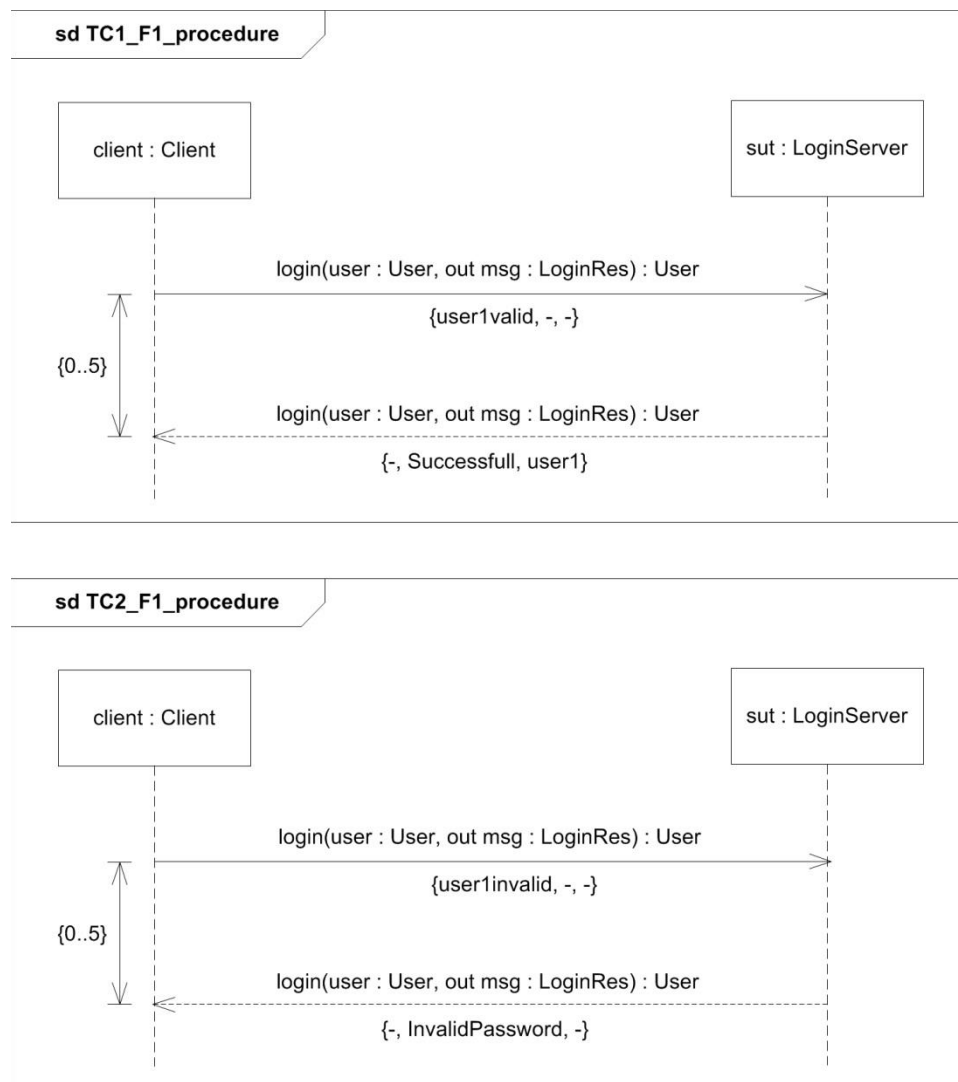 sd TC1_F1_procedure
client : Client
sut : LoginServer
login(user : User, out msg : LoginRes) : User
{user1valid, -, -}
{0..5}
login(user : User, out msg : LoginRes) : User
{-, Successfull, user1}
sd TC2_F1_procedure
client : Client
sut : LoginServer
login(user : User, out msg : LoginRes) : User
{user1invalid, -, -}
{0..5}
login(user : User, out msg : LoginRes) : User
{-, InvalidPassword, -}